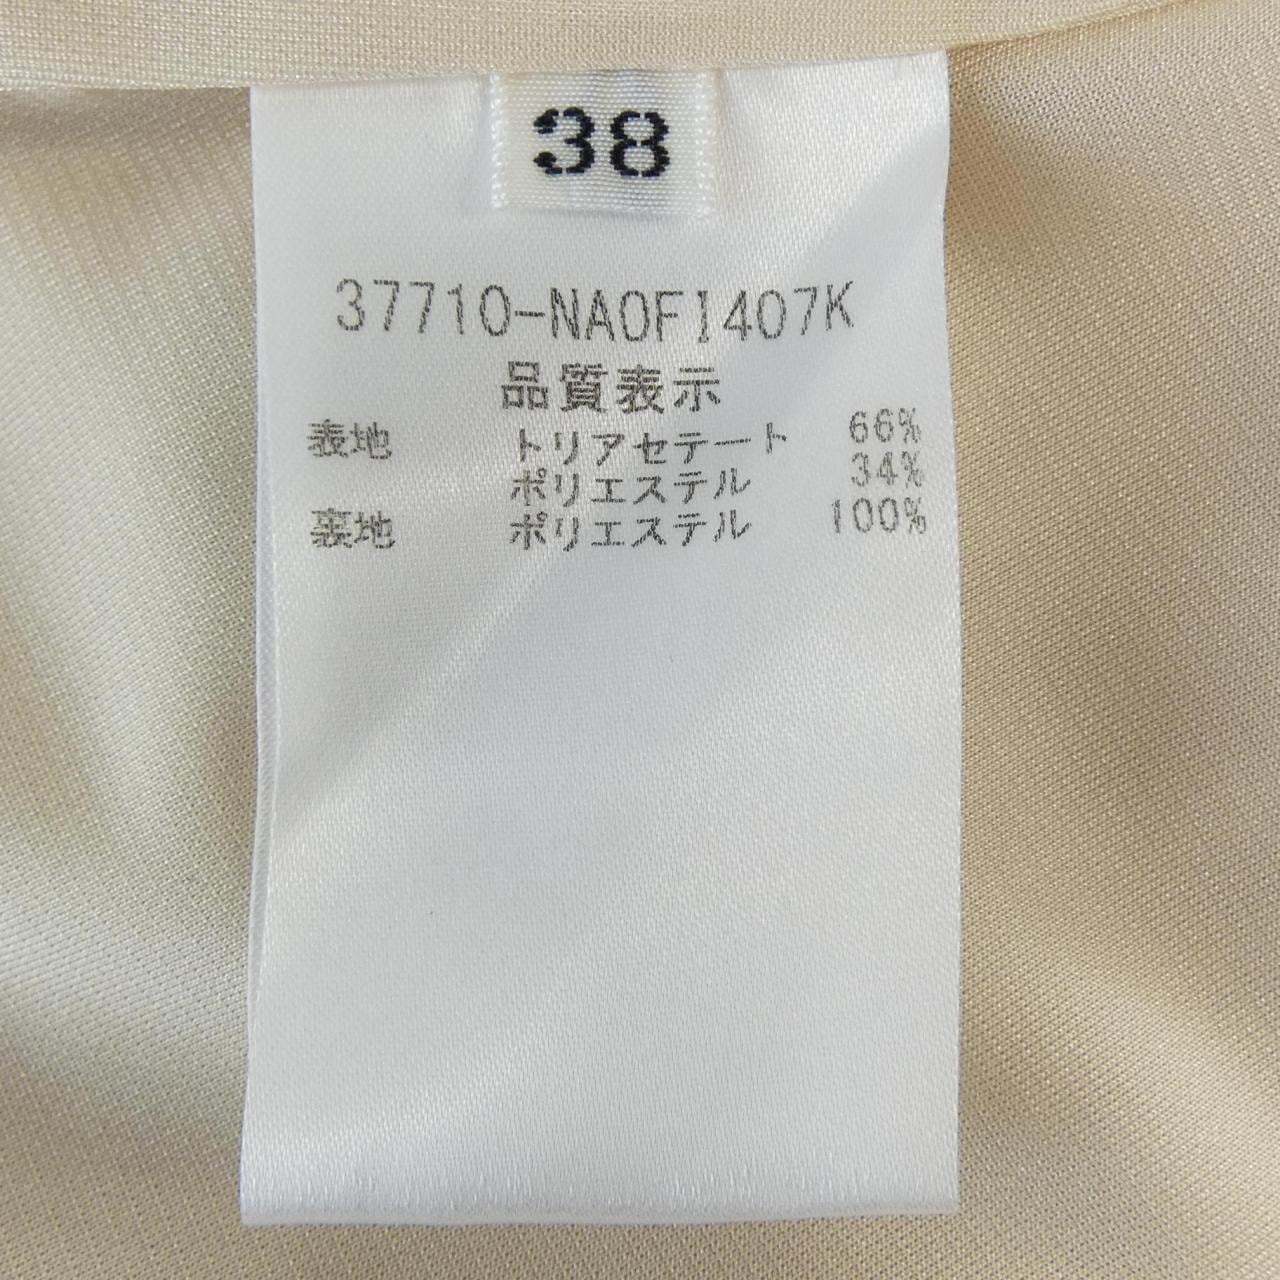 38
37710-NA0FI407K
品質表示
表地 トリアセテート 66%
ポリエステル 34%
裏地 ポリエステル 100%